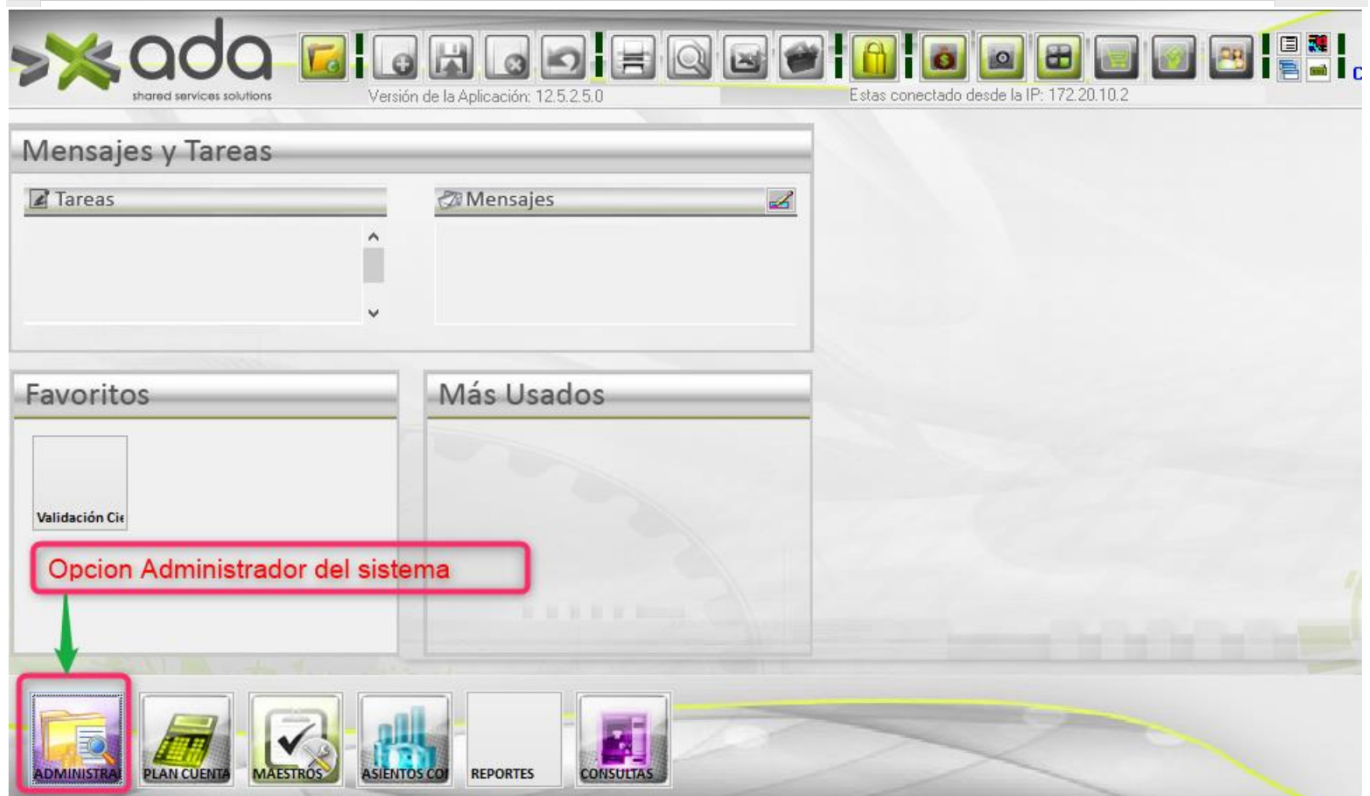 ada
shared services solutions
Versión de la Aplicación: 12.5.2.5.0
Estas conectado desde la IP: 172.20.10.2
C
Mensajes y Tareas
Tareas
Mensajes
Favoritos
Más Usados
Validación Cie
Opcion Administrador del sistema
ADMINISTRA
PLAN CUENTA
MAESTROS
ASIENTOS CO
REPORTES
CONSULTAS